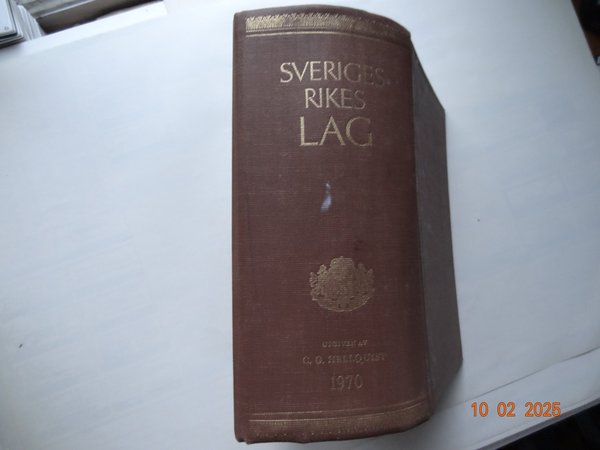 SVERIGES
RIKES
LAG
UTGIVEN AV
C. G. HELLQUIST
1970
10 02 2025